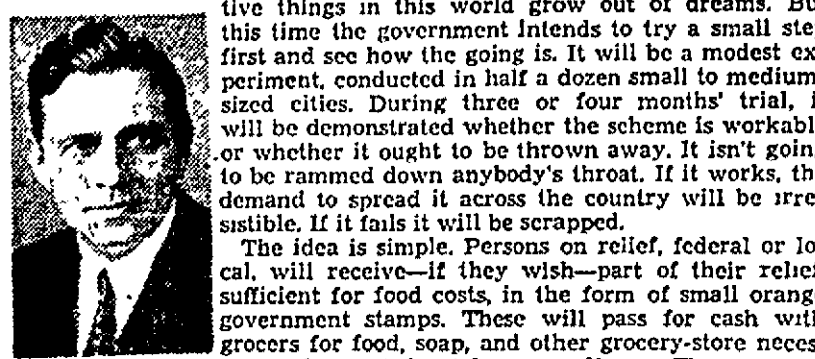 tive things in this world grow out of dreams. Bu
this time the government intends to try a small ste
first and see how the going is. It will be a modest ex
periment, conducted in half a dozen small to medium
sized cities. During three or four months' trial, i
will be demonstrated whether the scheme is workabl
or whether it ought to be thrown away. It isn't goin
to be rammed down anybody's throat. If it works, th
demand to spread it across the country will be irre
sistible. If it fails it will be scrapped.
The idea is simple. Persons on relief, federal or lo
cal, will receive—if they wish—part of their relief
sufficient for food costs, in the form of small orang
government stamps. These will pass for cash with
grocers for food, soap, and other grocery-store neces